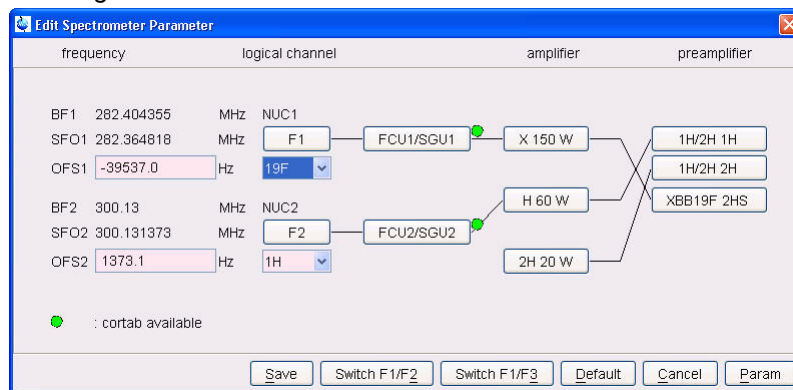 Edit Spectrometer Parameter
frequency logical channel amplifier preamplifier
BF1 282.404355 MHz NUC1
SFO1 282.364818 MHz F1 FCU1/SGU1 X 150 W 1H/2H 1H
OFS1 -39537.0 Hz 19F 1H/2H 2H
BF2 300.13 MHz NUC2 H 60 W XBB19F 2HS
SFO2 300.131373 MHz F2 FCU2/SGU2
OFS2 1373.1 Hz 1H 2H 20 W
: cortab available
Save Switch F1/F2 Switch F1/F3 Default Cancel Param